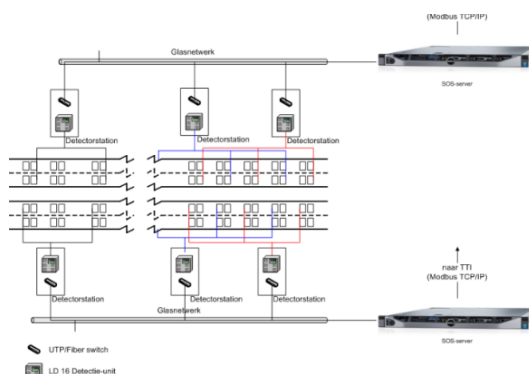 (Modbus TCP/IP)
Glasnetwerk
SOS-server
Detectorstation
Detectorstation
Detectorstation
Detectorstation
Detectorstation
Detectorstation
naar TTI
(Modbus TCP/IP)
Glasnetwerk
SOS-server
UTP/Fiber switch
LD 16 Detectie-unit